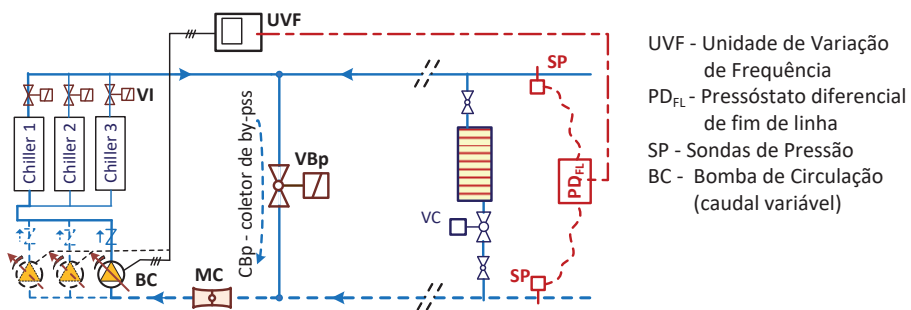 UVF
SP
VI
Chiller 1
Chiller 2
Chiller 3
CBp - coletor de by-pss
VBp
PDFL
VC
BC
MC
SP
UVF - Unidade de Variação
de Frequência
PDFL - Pressóstato diferencial
de fim de linha
SP - Sondas de Pressão
BC - Bomba de Circulação
(caudal variável)